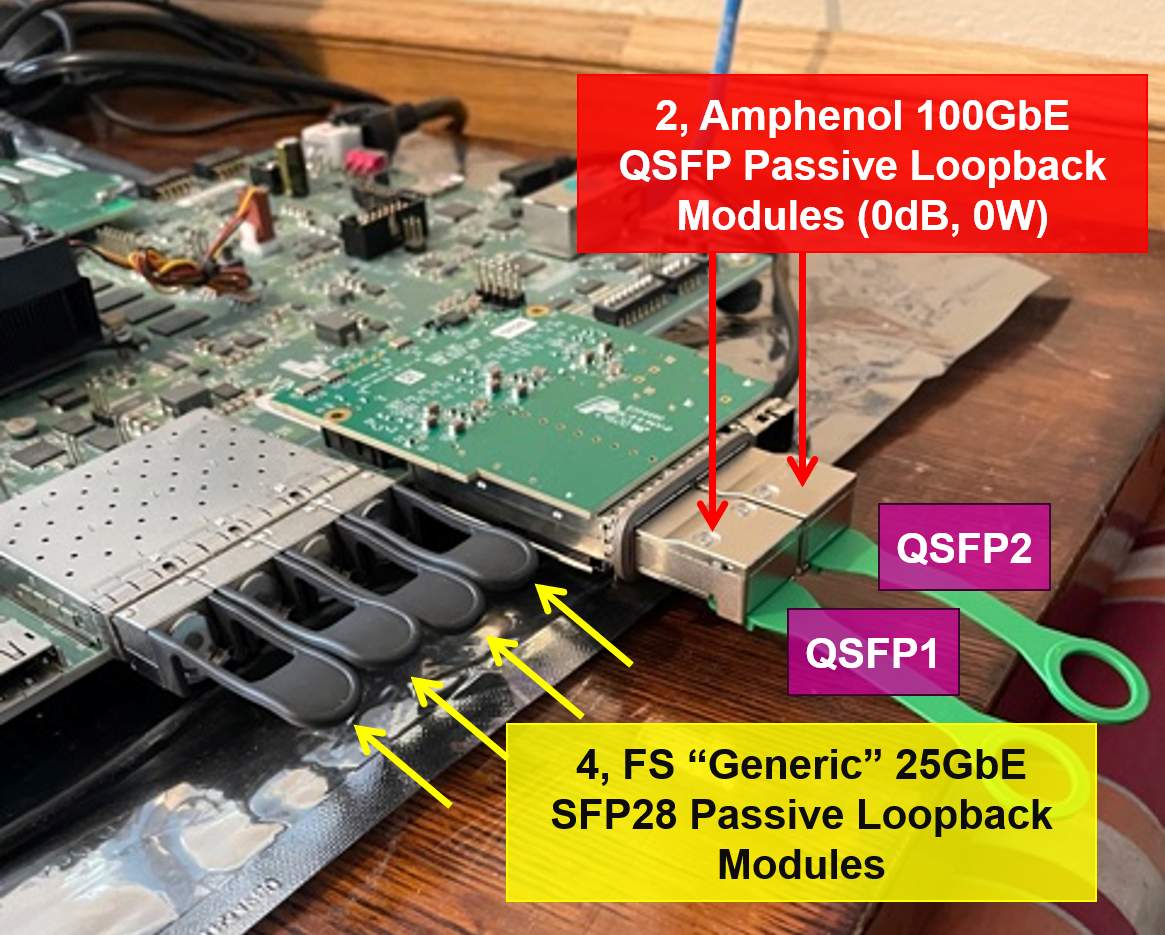 2, Amphenol 100GbE
QSFP Passive Loopback
Modules (0dB, 0W)
QSFP2
QSFP1
4, FS “Generic” 25GbE
SFP28 Passive Loopback
Modules